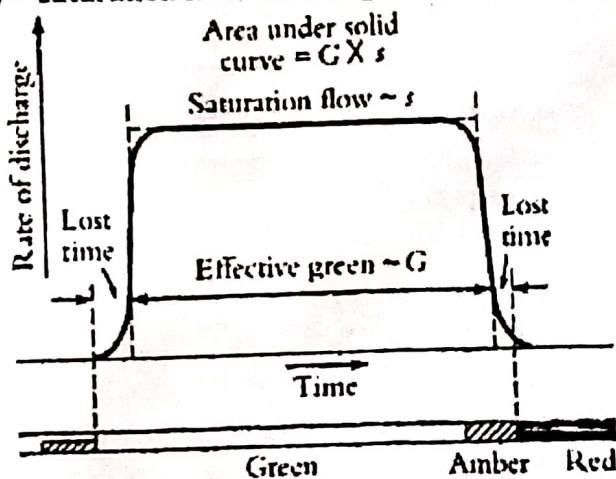 Area under solid
curve = G X s
Saturation flow ~ s
Rate of discharge
Lost
time
Lost
time
Effective green ~ G
Time
Green
Amber
Red